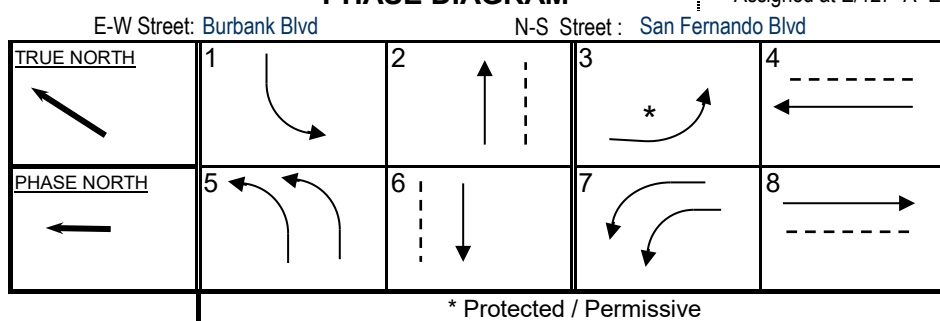 PHASE DIAGRAM
E-W Street: Burbank Blvd N-S Street : San Fernando Blvd
TRUE NORTH 1 2 3 4
*
PHASE NORTH 5 6 7 8
* Protected / Permissive